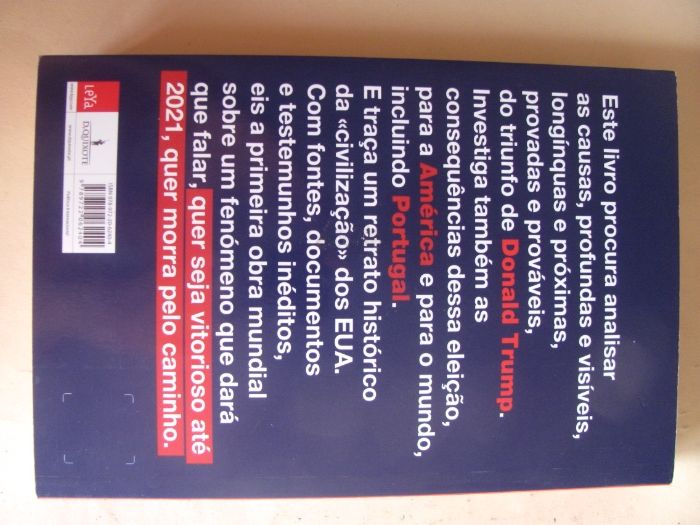 Este livro procura analisar
as causas, profundas e visíveis,
longínquas e próximas,
provadas e prováveis,
do triunfo de Donald Trump.
Investiga também as
consequências dessa eleição,
para a América e para o mundo,
incluindo Portugal.
E traça um retrato histórico
da «civilização» dos EUA.
Com fontes, documentos
e testemunhos inéditos,
eis a primeira obra mundial
sobre um fenómeno que dará
que falar, quer seja vitorioso até
2021, quer morra pelo caminho.
LeYa
D.QUIXOTE